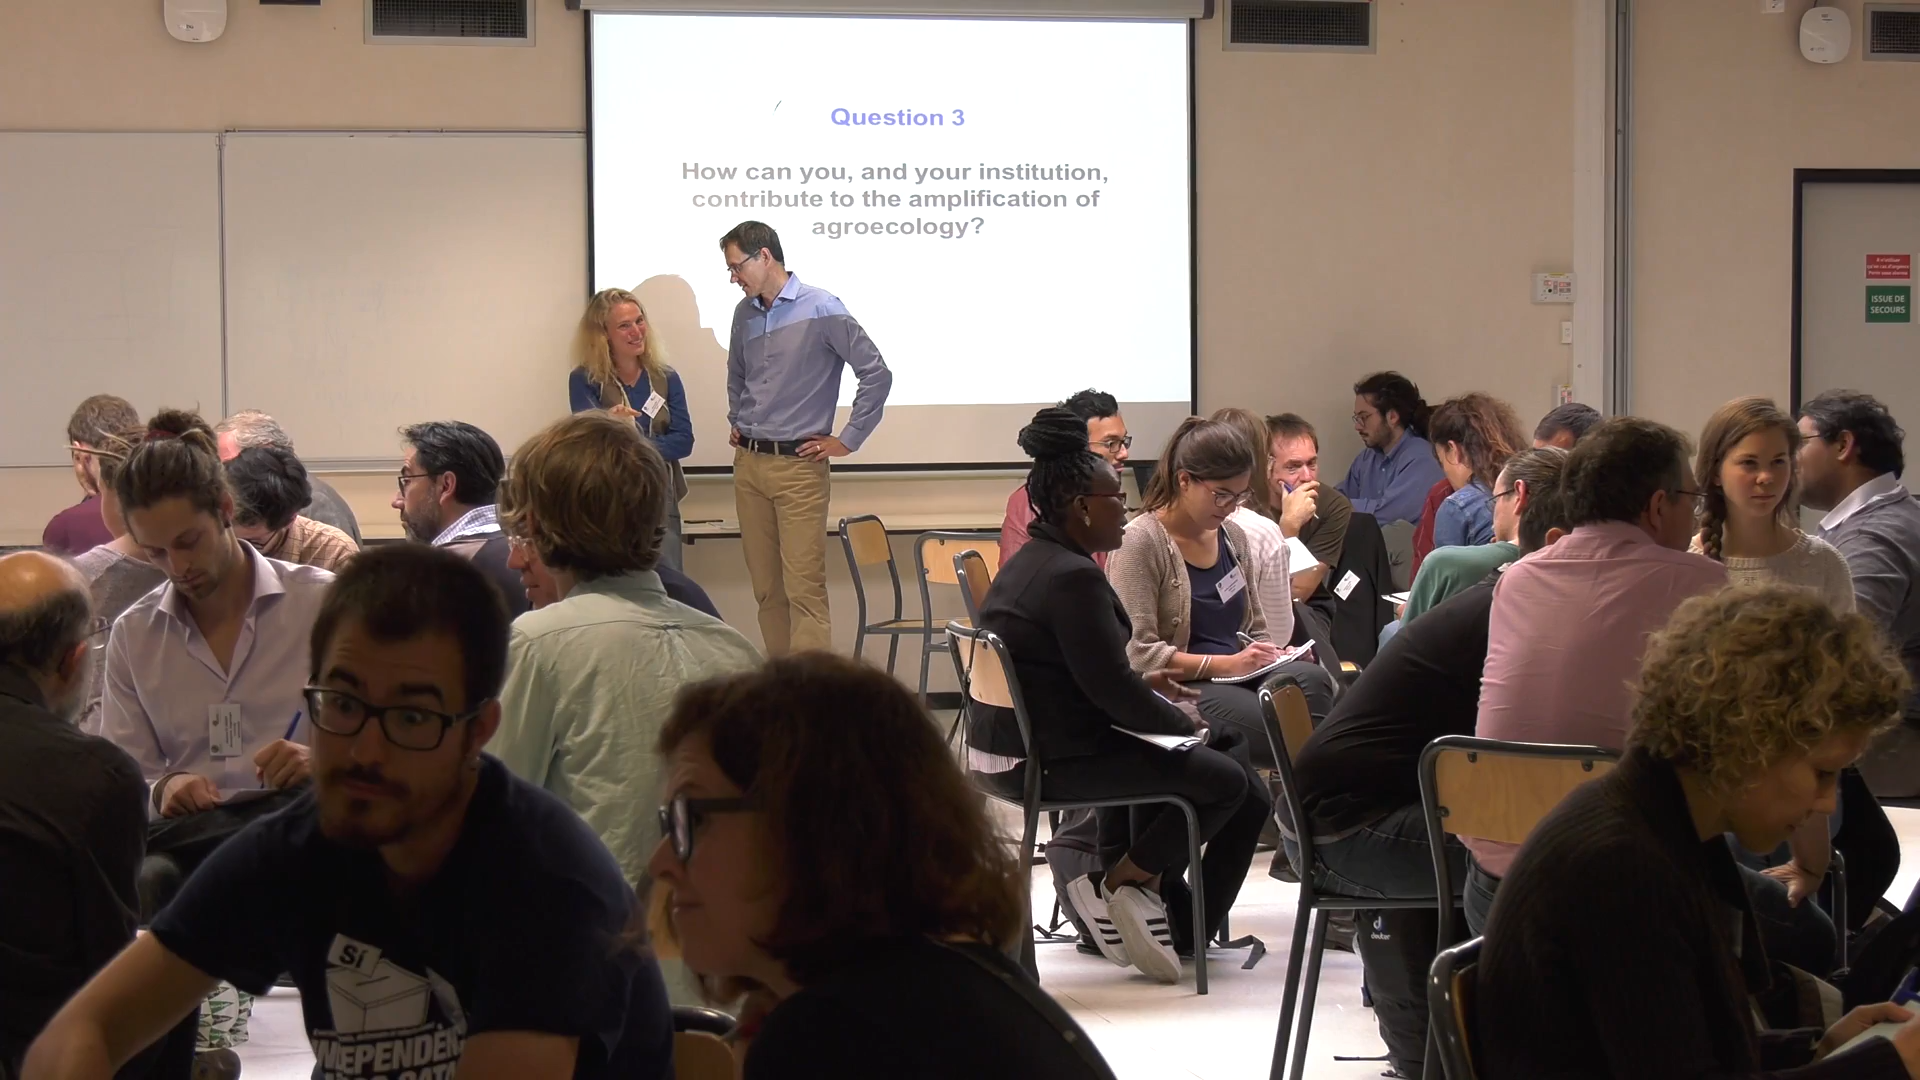 Question 3
How can you, and your institution,
contribute to the amplification of
agroecology?
ISSUE DE
SECOURS
Sí
deuter